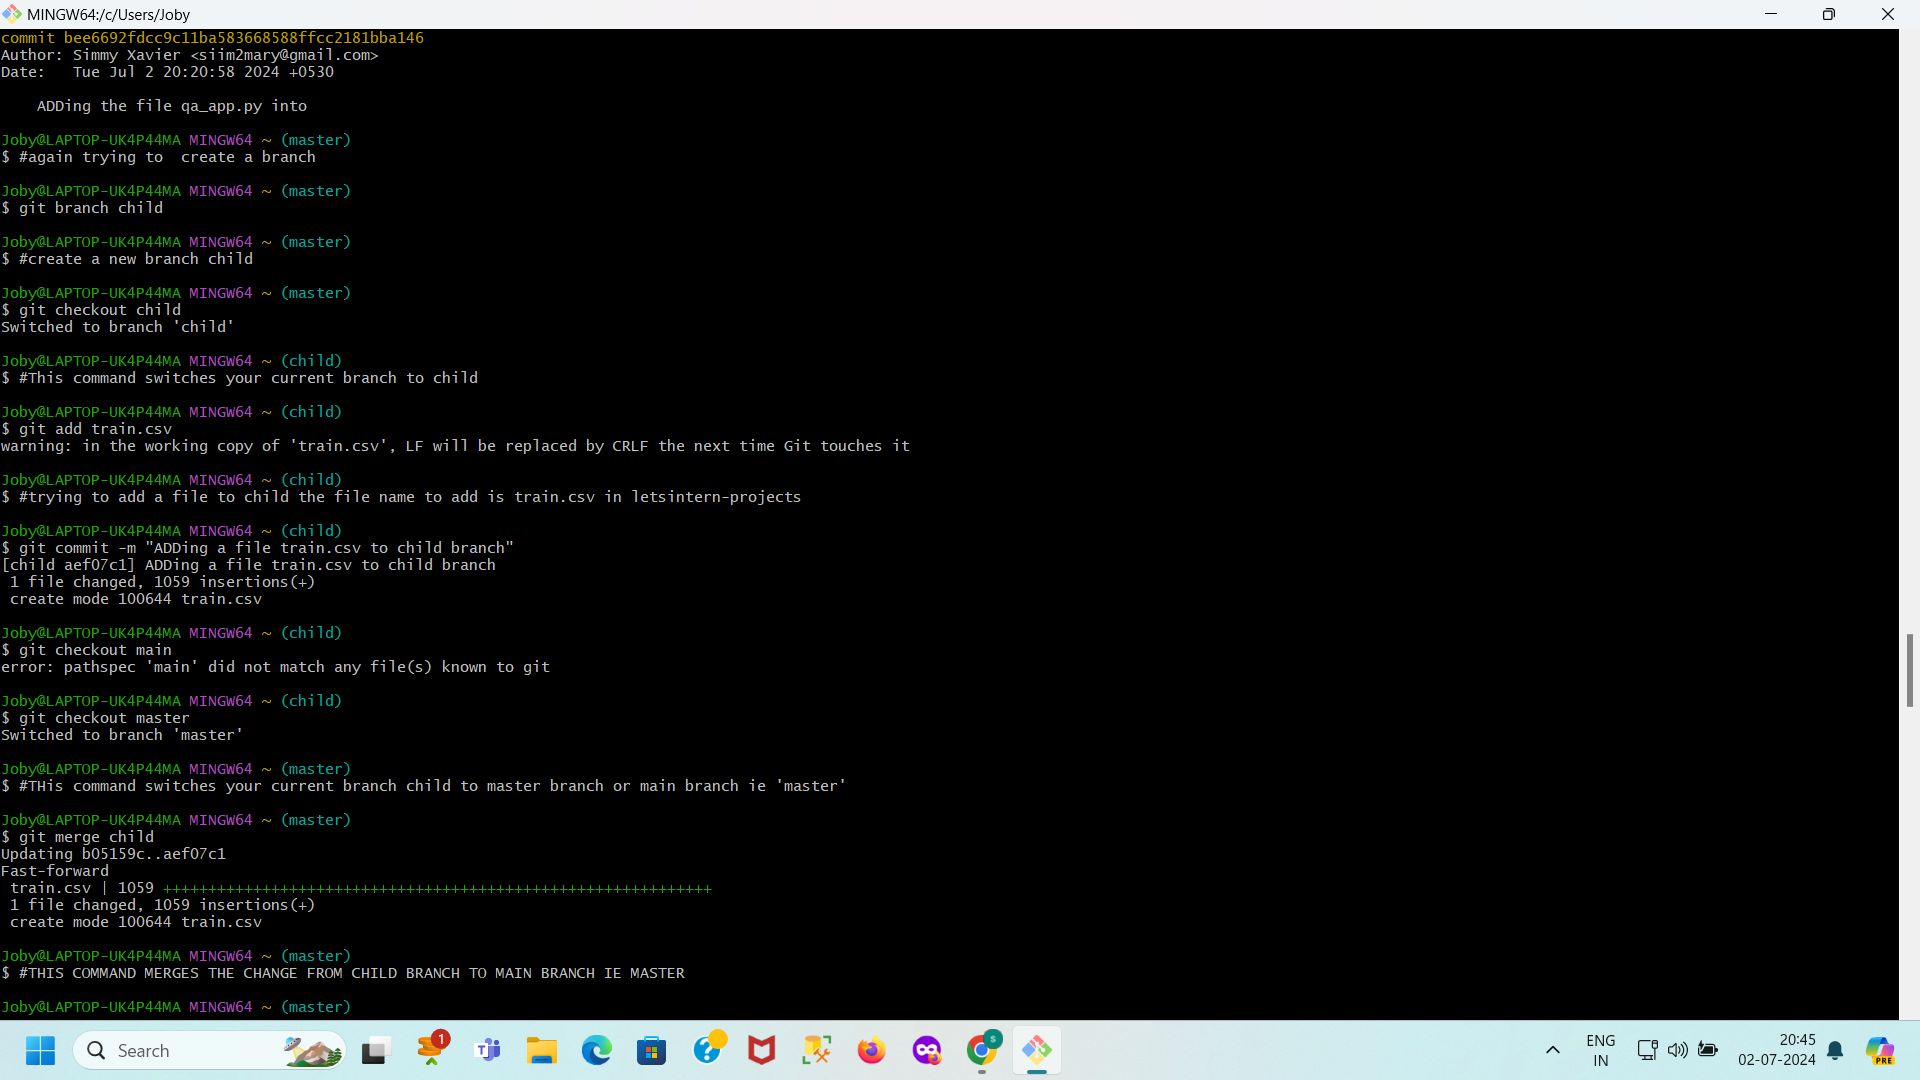 MINGW64:/c/Users/Joby
commit bee6692fdcc9c11ba583668588ffcc2181bba146
Author: Simmy Xavier <siim2mary@gmail.com>
Date:   Tue Jul 2 20:20:58 2024 +0530
    ADDing the file qa_app.py into
Joby@LAPTOP-UK4P44MA MINGW64 ~ (master)
$ #again trying to  create a branch
Joby@LAPTOP-UK4P44MA MINGW64 ~ (master)
$ git branch child
Joby@LAPTOP-UK4P44MA MINGW64 ~ (master)
$ #create a new branch child
Joby@LAPTOP-UK4P44MA MINGW64 ~ (master)
$ git checkout child
Switched to branch 'child'
Joby@LAPTOP-UK4P44MA MINGW64 ~ (child)
$ #This command switches your current branch to child
Joby@LAPTOP-UK4P44MA MINGW64 ~ (child)
$ git add train.csv
warning: in the working copy of 'train.csv', LF will be replaced by CRLF the next time Git touches it
Joby@LAPTOP-UK4P44MA MINGW64 ~ (child)
$ #trying to add a file to child the file name to add is train.csv in letsintern-projects
Joby@LAPTOP-UK4P44MA MINGW64 ~ (child)
$ git commit -m "ADDing a file train.csv to child branch"
[child aef07c1] ADDing a file train.csv to child branch
 1 file changed, 1059 insertions(+)
 create mode 100644 train.csv
Joby@LAPTOP-UK4P44MA MINGW64 ~ (child)
$ git checkout main
error: pathspec 'main' did not match any file(s) known to git
Joby@LAPTOP-UK4P44MA MINGW64 ~ (child)
$ git checkout master
Switched to branch 'master'
Joby@LAPTOP-UK4P44MA MINGW64 ~ (master)
$ #THis command switches your current branch child to master branch or main branch ie 'master'
Joby@LAPTOP-UK4P44MA MINGW64 ~ (master)
$ git merge child
Updating b05159c..aef07c1
Fast-forward
 train.csv | 1059 +++++++++++++++++++++++++++++++++++++++++++++++++++++++++++++
 1 file changed, 1059 insertions(+)
 create mode 100644 train.csv
Joby@LAPTOP-UK4P44MA MINGW64 ~ (master)
$ #THIS COMMAND MERGES THE CHANGE FROM CHILD BRANCH TO MAIN BRANCH IE MASTER
Joby@LAPTOP-UK4P44MA MINGW64 ~ (master)
Search
1
ENG
IN
20:45
02-07-2024
PRE